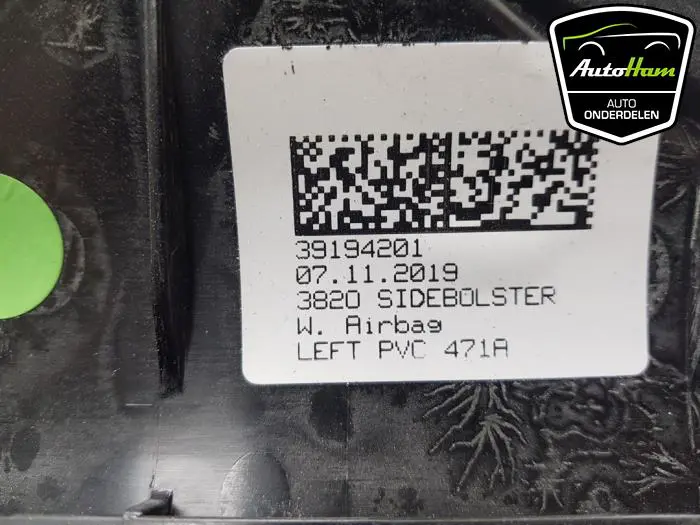 AutoHam
AUTO
ONDERDELEN
39194201
07.11.2019
3820 SIDEBOLSTER
W. Airbag
LEFT PVC 471A